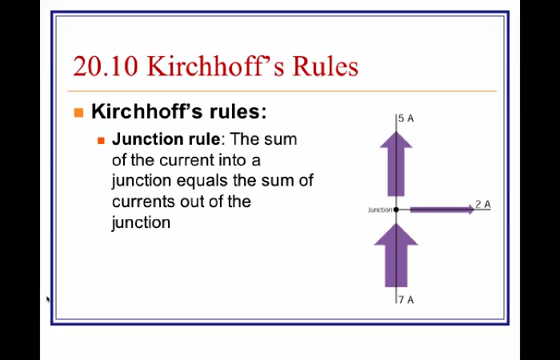 20.10 Kirchhoff's Rules
Kirchhoff's rules:
Junction rule: The sum
of the current into a
junction equals the sum of
currents out of the
junction
5 A
Junction
2 A
7 A